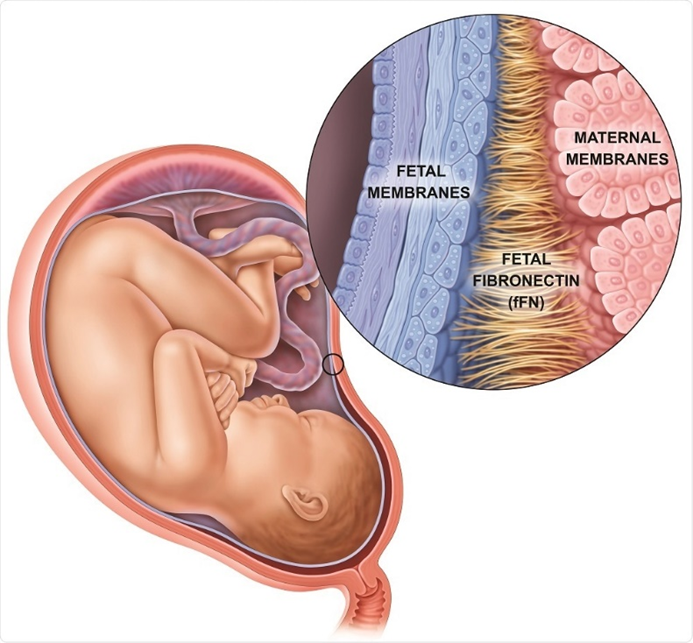 FETAL
MEMBRANES
MATERNAL
MEMBRANES
FETAL
FIBRONECTIN
(fFN)